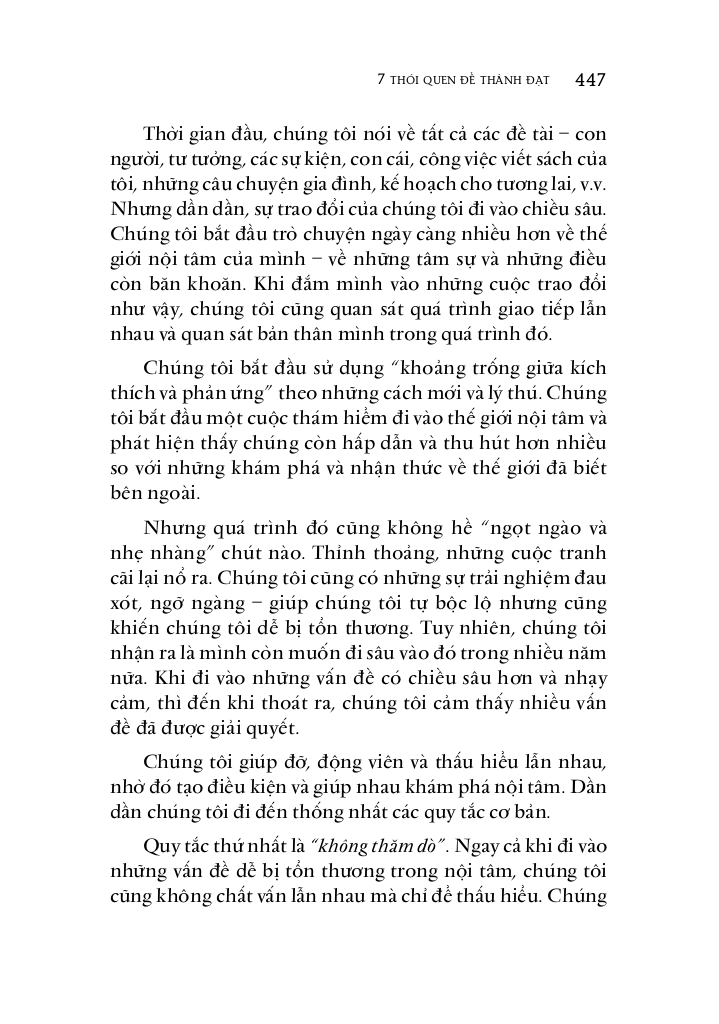 7 THÓI QUEN ĐỂ THÀNH ĐẠT 447
Thời gian đầu, chúng tôi nói về tất cả các đề tài – con
người, tư tưởng, các sự kiện, con cái, công việc viết sách của
tôi, những câu chuyện gia đình, kế hoạch cho tương lai, v.v.
Nhưng dần dần, sự trao đổi của chúng tôi đi vào chiều sâu.
Chúng tôi bắt đầu trò chuyện ngày càng nhiều hơn về thế
giới nội tâm của mình – về những tâm sự và những điều
còn băn khoăn. Khi đắm mình vào những cuộc trao đổi
như vậy, chúng tôi cũng quan sát quá trình giao tiếp lẫn
nhau và quan sát bản thân mình trong quá trình đó.
Chúng tôi bắt đầu sử dụng “khoảng trống giữa kích
thích và phản ứng” theo những cách mới và lý thú. Chúng
tôi bắt đầu một cuộc thám hiểm đi vào thế giới nội tâm và
phát hiện thấy chúng còn hấp dẫn và thu hút hơn nhiều
so với những khám phá và nhận thức về thế giới đã biết
bên ngoài.
Nhưng quá trình đó cũng không hề “ngọt ngào và
nhẹ nhàng” chút nào. Thỉnh thoảng, những cuộc tranh
cãi lại nổ ra. Chúng tôi cũng có những sự trải nghiệm đau
xót, ngỡ ngàng – giúp chúng tôi tự bộc lộ nhưng cũng
khiến chúng tôi dễ bị tổn thương. Tuy nhiên, chúng tôi
nhận ra là mình còn muốn đi sâu vào đó trong nhiều năm
nữa. Khi đi vào những vấn đề có chiều sâu hơn và nhạy
cảm, thì đến khi thoát ra, chúng tôi cảm thấy nhiều vấn
đề đã được giải quyết.
Chúng tôi giúp đỡ, động viên và thấu hiểu lẫn nhau,
nhờ đó tạo điều kiện và giúp nhau khám phá nội tâm. Dần
dần chúng tôi đi đến thống nhất các quy tắc cơ bản.
Quy tắc thứ nhất là “không thăm dò”. Ngay cả khi đi vào
những vấn đề dễ bị tổn thương trong nội tâm, chúng tôi
cũng không chất vấn lẫn nhau mà chỉ để thấu hiểu. Chúng